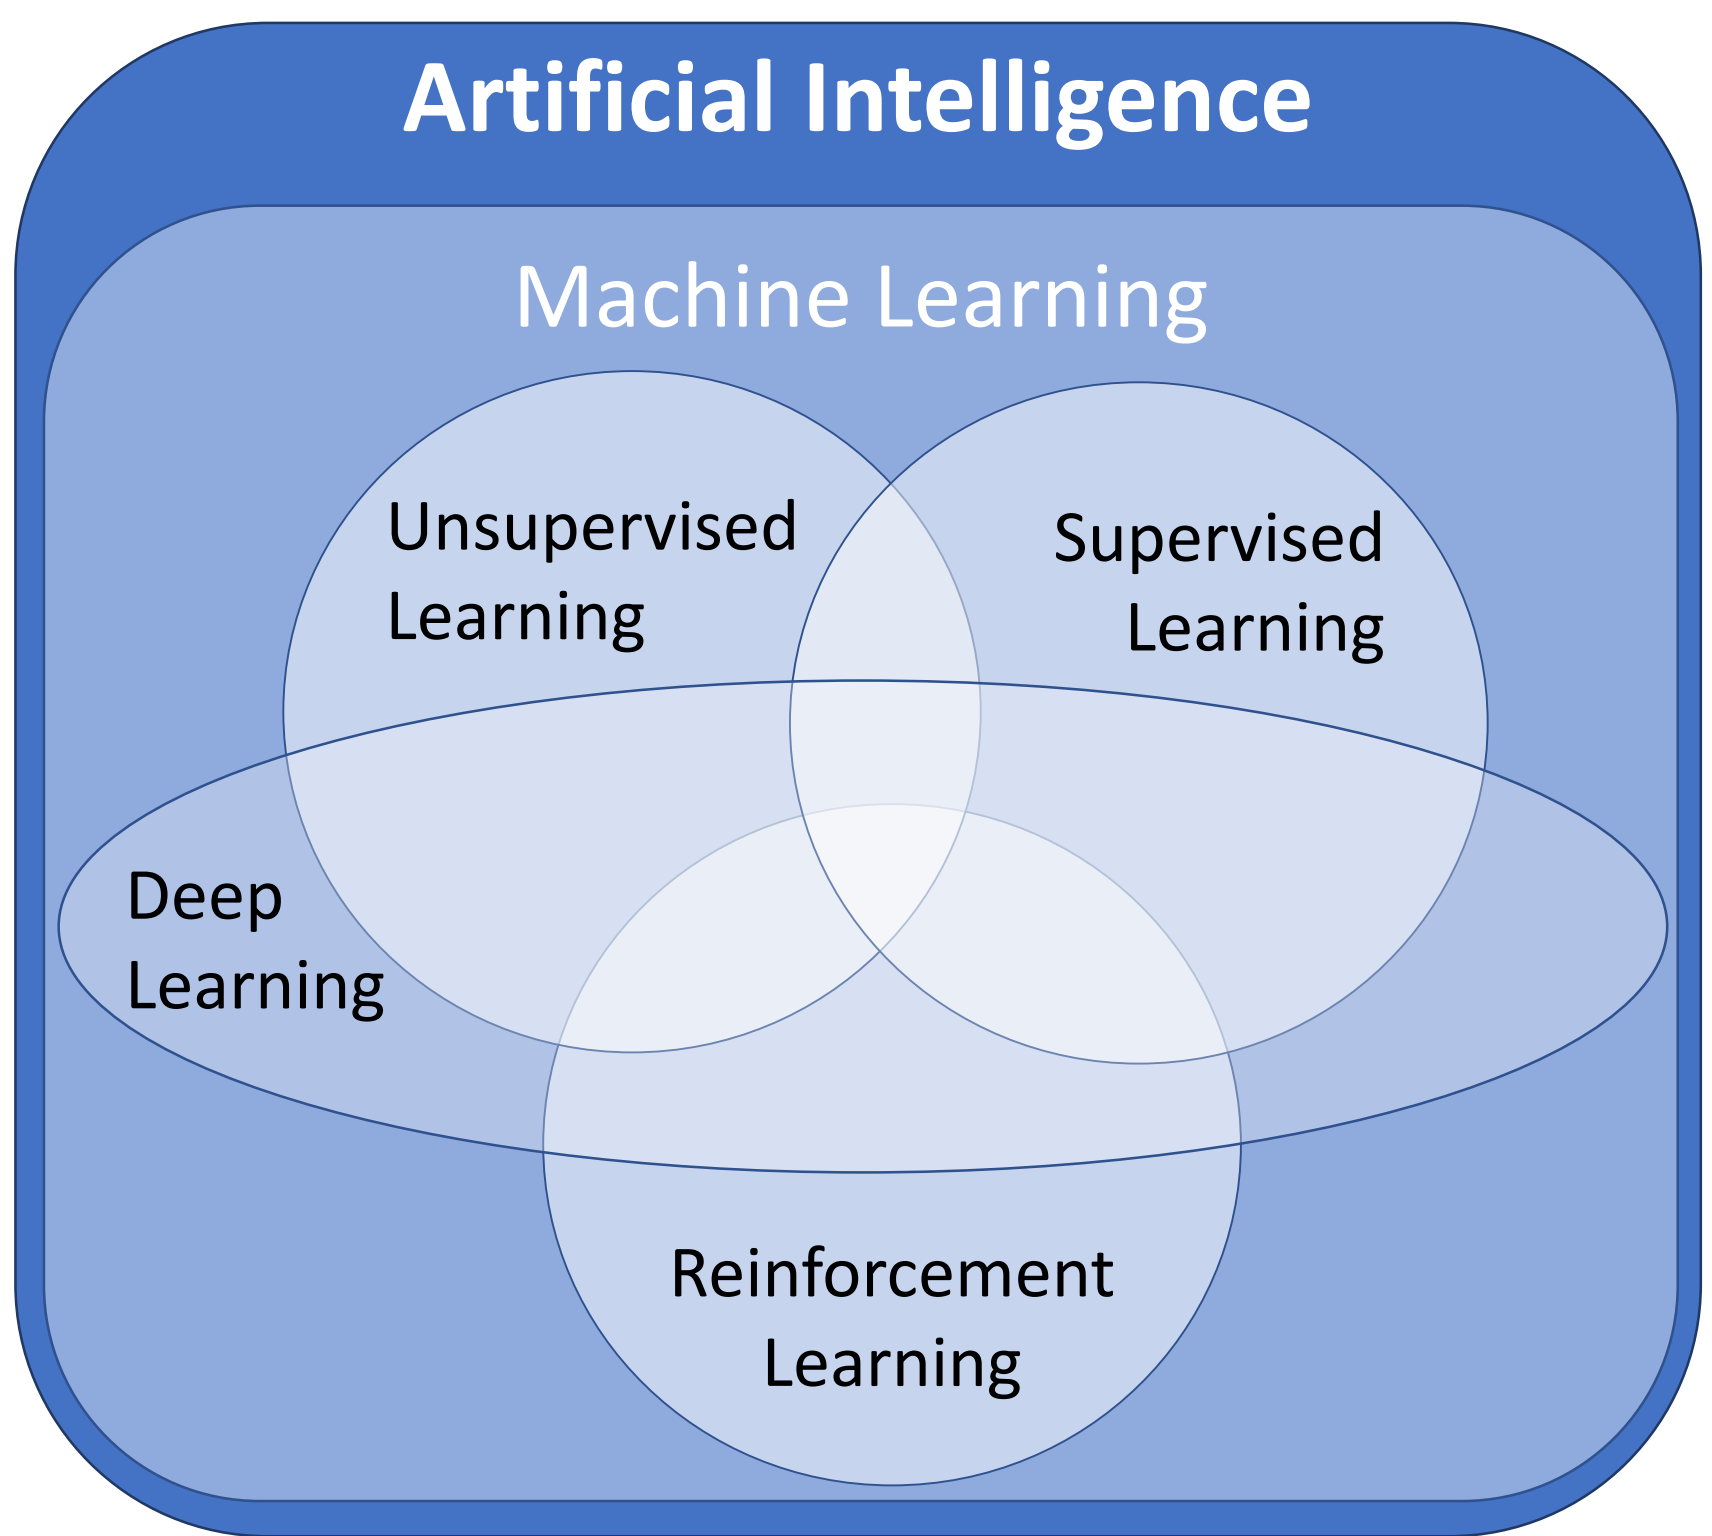 Artificial Intelligence
Machine Learning
Unsupervised
Learning
Supervised
Learning
Deep
Learning
Reinforcement
Learning